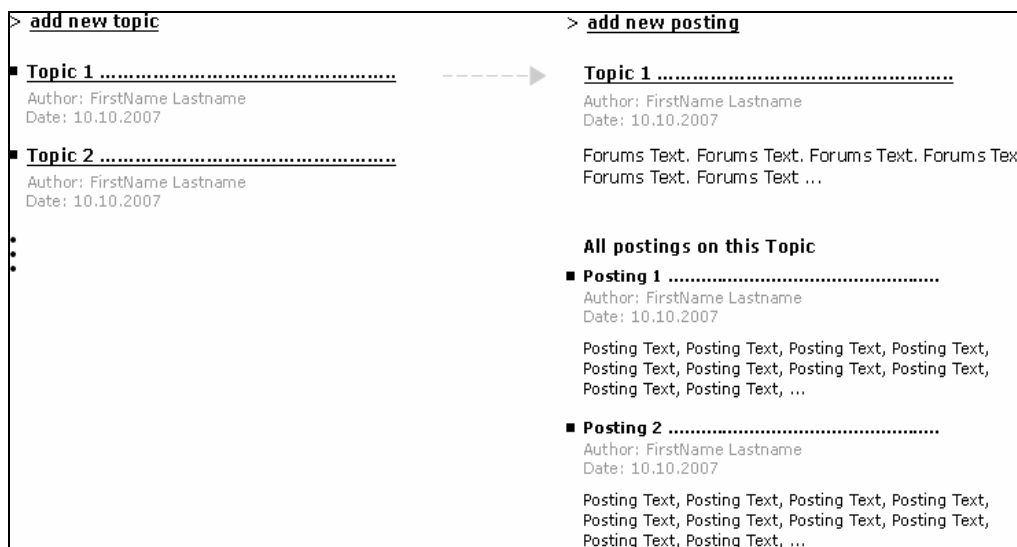 > add new topic
Topic 1 ..................................................
Author: FirstName Lastname
Date: 10.10.2007
Topic 2 ..................................................
Author: FirstName Lastname
Date: 10.10.2007
> add new posting
Topic 1 ..................................................
Author: FirstName Lastname
Date: 10.10.2007
Forums Text. Forums Text. Forums Text. Forums Tex
Forums Text. Forums Text ...
All postings on this Topic
Posting 1 ..................................................
Author: FirstName Lastname
Date: 10.10.2007
Posting Text, Posting Text, Posting Text, Posting Text,
Posting Text, Posting Text, Posting Text, Posting Text,
Posting Text, Posting Text, ...
Posting 2 ..................................................
Author: FirstName Lastname
Date: 10.10.2007
Posting Text, Posting Text, Posting Text, Posting Text,
Posting Text, Posting Text, Posting Text, Posting Text,
Posting Text, Posting Text, ...